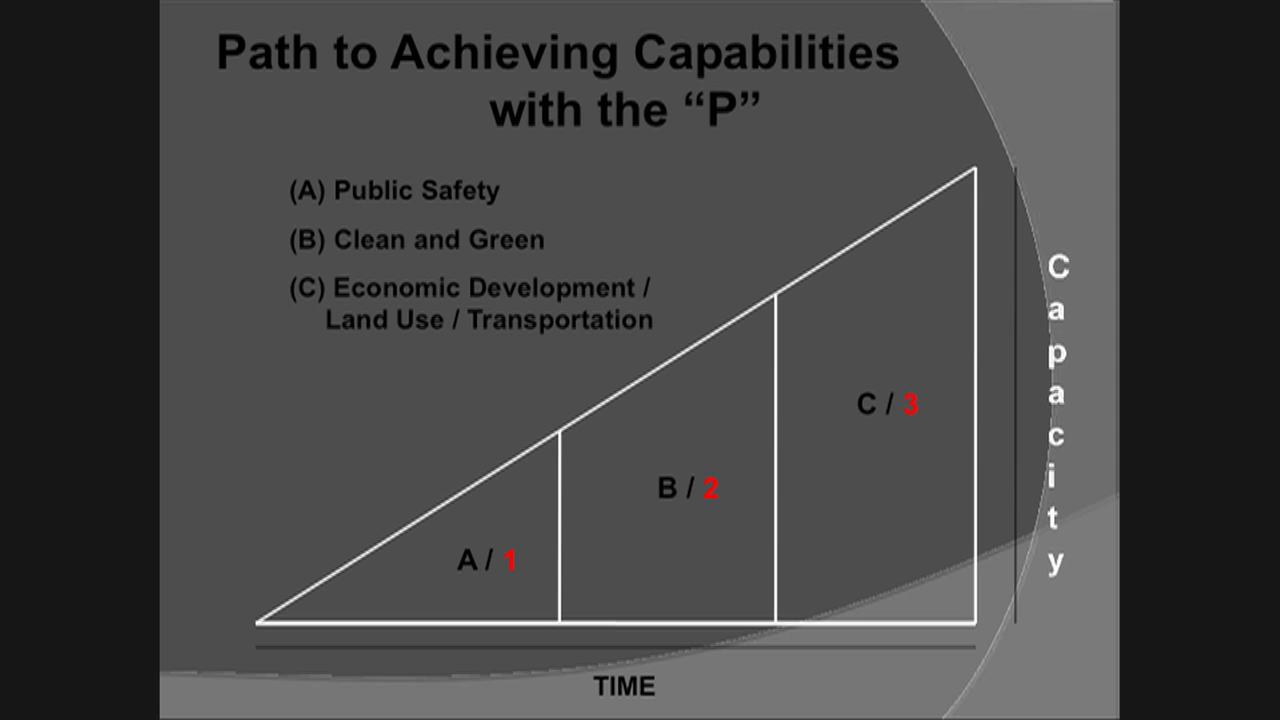 Path to Achieving Capabilities
with the “P”
(A) Public Safety
(B) Clean and Green
(C) Economic Development /
Land Use / Transportation
C / 3
B / 2
A / 1
Capacity
TIME